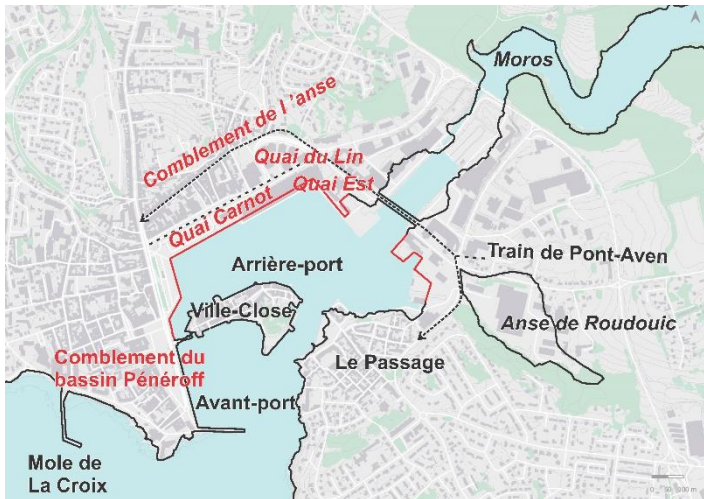 Moros
Comblement de l 'anse
Quai du Lin
Quai Est
Quai Carnot
Train de Pont-Aven
Arrière-port
Ville-Close
Anse de Roudouic
Comblement du
bassin Pénéroff
Le Passage
Avant-port
Mole de
La Croix